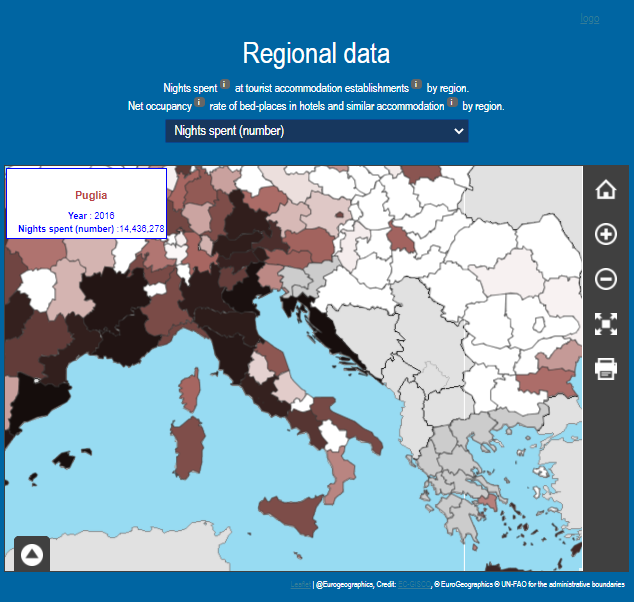 logo
Regional data
Nights spent i at tourist accommodation establishments i by region.
Net occupancy i rate of bed-places in hotels and similar accommodation i by region.
Nights spent (number)
Puglia
Year : 2016
Nights spent (number) :14,436,278
Leaflet | @Eurogeographics, Credit: EC-GISCO, © EuroGeographics © UN-FAO for the administrative boundaries